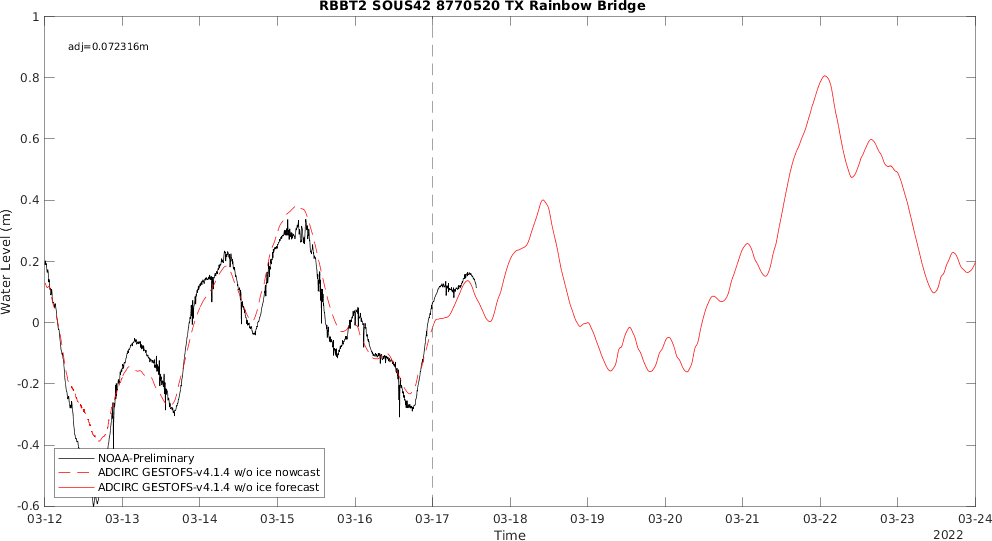 RBBT2 SOUS42 8770520 TX Rainbow Bridge
adj=0.072316m
Water Level (m)
1
0.8
0.6
0.4
0.2
0
-0.2
-0.4
-0.6
NOAA-Preliminary
ADCIRC GESTOFS-v4.1.4 w/o ice nowcast
ADCIRC GESTOFS-v4.1.4 w/o ice forecast
03-12 03-13 03-14 03-15 03-16 03-17 03-18 03-19 03-20 03-21 03-22 03-23 03-24
Time
2022